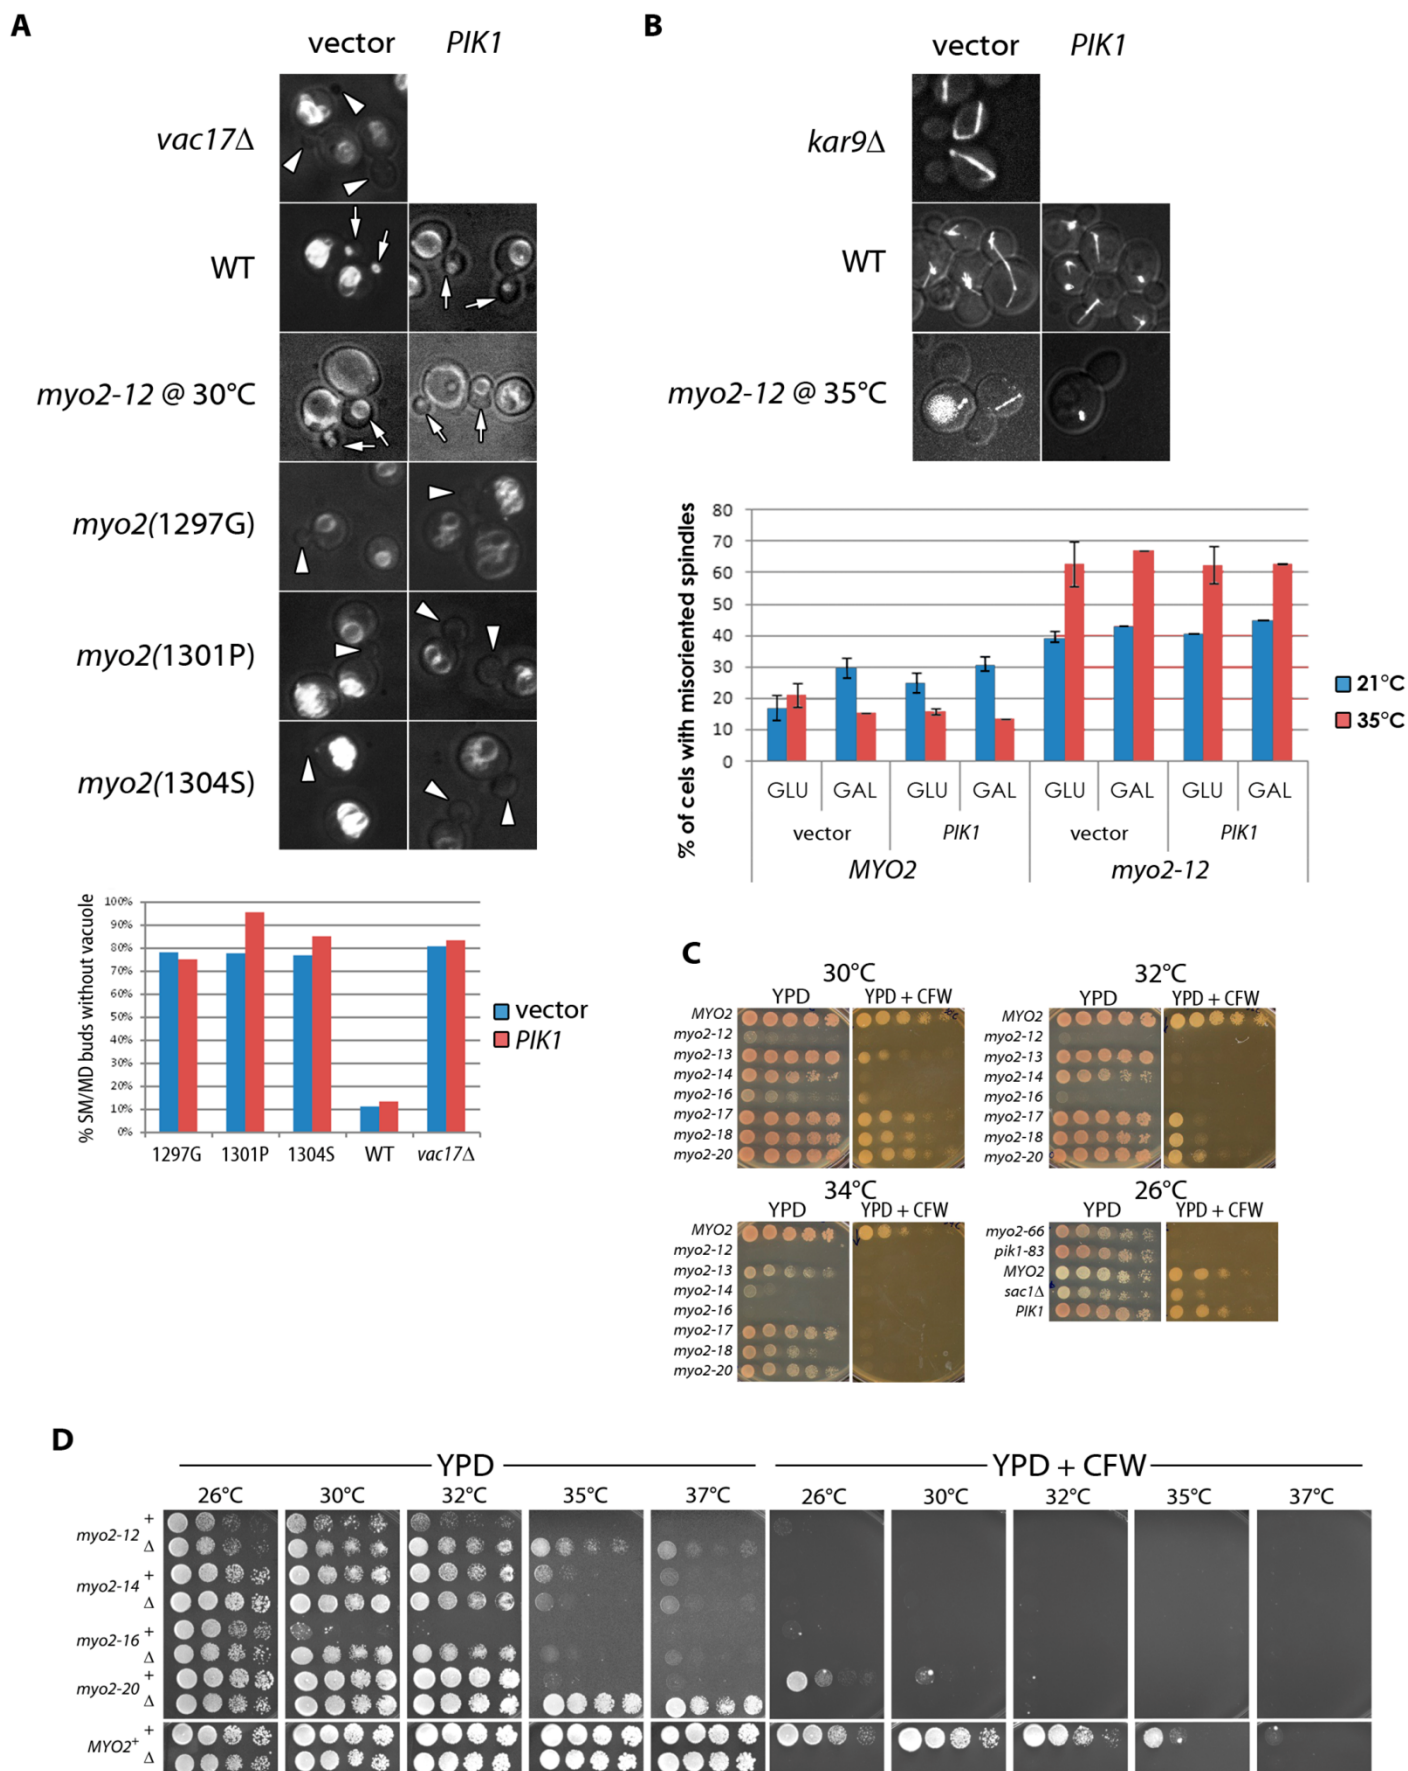 A
vector PIK1
vac17Δ
WT
myo2-12 @ 30°C
myo2(1297G)
myo2(1301P)
myo2(1304S)
% SM/MD buds without vacuole
100%
90%
80%
70%
60%
50%
40%
30%
20%
10%
0%
1297G 1301P 1304S WT vac17Δ
vector
PIK1
B
vector PIK1
kar9Δ
WT
myo2-12 @ 35°C
% of cels with misoriented spindles
80
70
60
50
40
30
20
10
0
GLU GAL GLU GAL GLU GAL GLU GAL
vector PIK1 vector PIK1
MYO2 myo2-12
21°C
35°C
C
30°C
YPD YPD + CFW
MYO2
myo2-12
myo2-13
myo2-14
myo2-16
myo2-17
myo2-18
myo2-20
32°C
YPD YPD + CFW
MYO2
myo2-12
myo2-13
myo2-14
myo2-16
myo2-17
myo2-18
myo2-20
34°C
YPD YPD + CFW
MYO2
myo2-12
myo2-13
myo2-14
myo2-16
myo2-17
myo2-18
myo2-20
26°C
YPD YPD + CFW
myo2-66
pik1-83
MYO2
sac1Δ
PIK1
D
YPD YPD + CFW
26°C 30°C 32°C 35°C 37°C 26°C 30°C 32°C 35°C 37°C
myo2-12 +
Δ
myo2-14 +
Δ
myo2-16 +
Δ
myo2-20 +
Δ
MYO2+ +
Δ